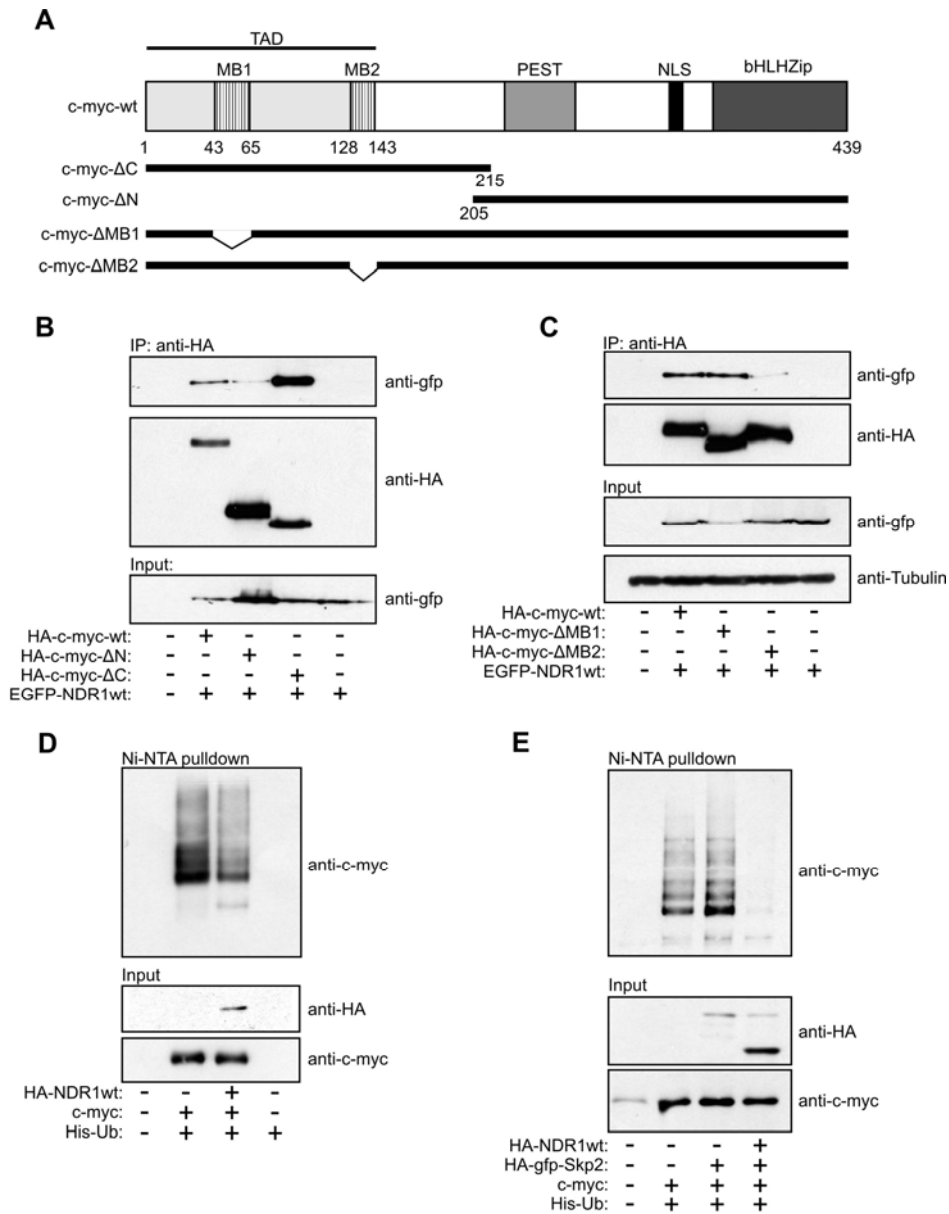 A
TAD
MB1 MB2 PEST NLS bHLHZip
c-myc-wt
1 43 65 128 143 439
c-myc-ΔC
215
c-myc-ΔN
205
c-myc-ΔMB1
c-myc-ΔMB2
B
IP: anti-HA
anti-gfp
anti-HA
Input:
anti-gfp
HA-c-myc-wt: - + - - -
HA-c-myc-ΔN: - - + - -
HA-c-myc-ΔC: - - - + -
EGFP-NDR1wt: - + + + +
C
IP: anti-HA
anti-gfp
anti-HA
Input
anti-gfp
anti-Tubulin
HA-c-myc-wt: - + - - -
HA-c-myc-ΔMB1: - - + - -
HA-c-myc-ΔMB2: - - - + -
EGFP-NDR1wt: - + + + +
D
Ni-NTA pulldown
anti-c-myc
Input
anti-HA
anti-c-myc
HA-NDR1wt: - - + -
c-myc: - + + -
His-Ub: - + + +
E
Ni-NTA pulldown
anti-c-myc
Input
anti-HA
anti-c-myc
HA-NDR1wt: - - - +
HA-gfp-Skp2: - - + +
c-myc: - + + +
His-Ub: - + + +